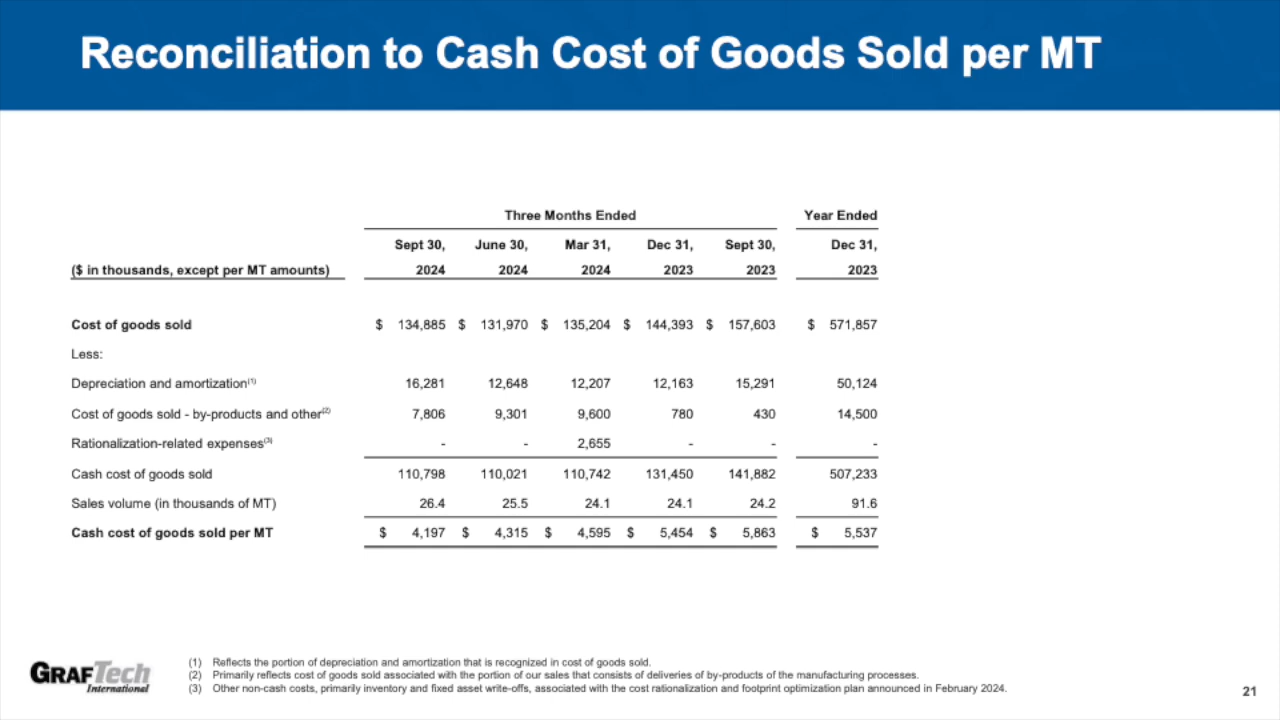 Reconciliation to Cash Cost of Goods Sold per MT
Three Months Ended Year Ended
Sept 30, June 30, Mar 31, Dec 31, Sept 30, Dec 31,
($ in thousands, except per MT amounts) 2024 2024 2024 2023 2023 2023
Cost of goods sold $ 134,885 $ 131,970 $ 135,204 $ 144,393 $ 157,603 $ 571,857
Less:
Depreciation and amortization(1) 16,281 12,648 12,207 12,163 15,291 50,124
Cost of goods sold - by-products and other(2) 7,806 9,301 9,600 780 430 14,500
Rationalization-related expenses(3) - - 2,655 - - -
Cash cost of goods sold 110,798 110,021 110,742 131,450 141,882 507,233
Sales volume (in thousands of MT) 26.4 25.5 24.1 24.1 24.2 91.6
Cash cost of goods sold per MT $ 4,197 $ 4,315 $ 4,595 $ 5,454 $ 5,863 $ 5,537
GRAFTech
International
(1) Reflects the portion of depreciation and amortization that is recognized in cost of goods sold.
(2) Primarily reflects cost of goods sold associated with the portion of our sales that consists of deliveries of by-products of the manufacturing processes.
(3) Other non-cash costs, primarily inventory and fixed asset write-offs, associated with the cost rationalization and footprint optimization plan announced in February 2024.
21